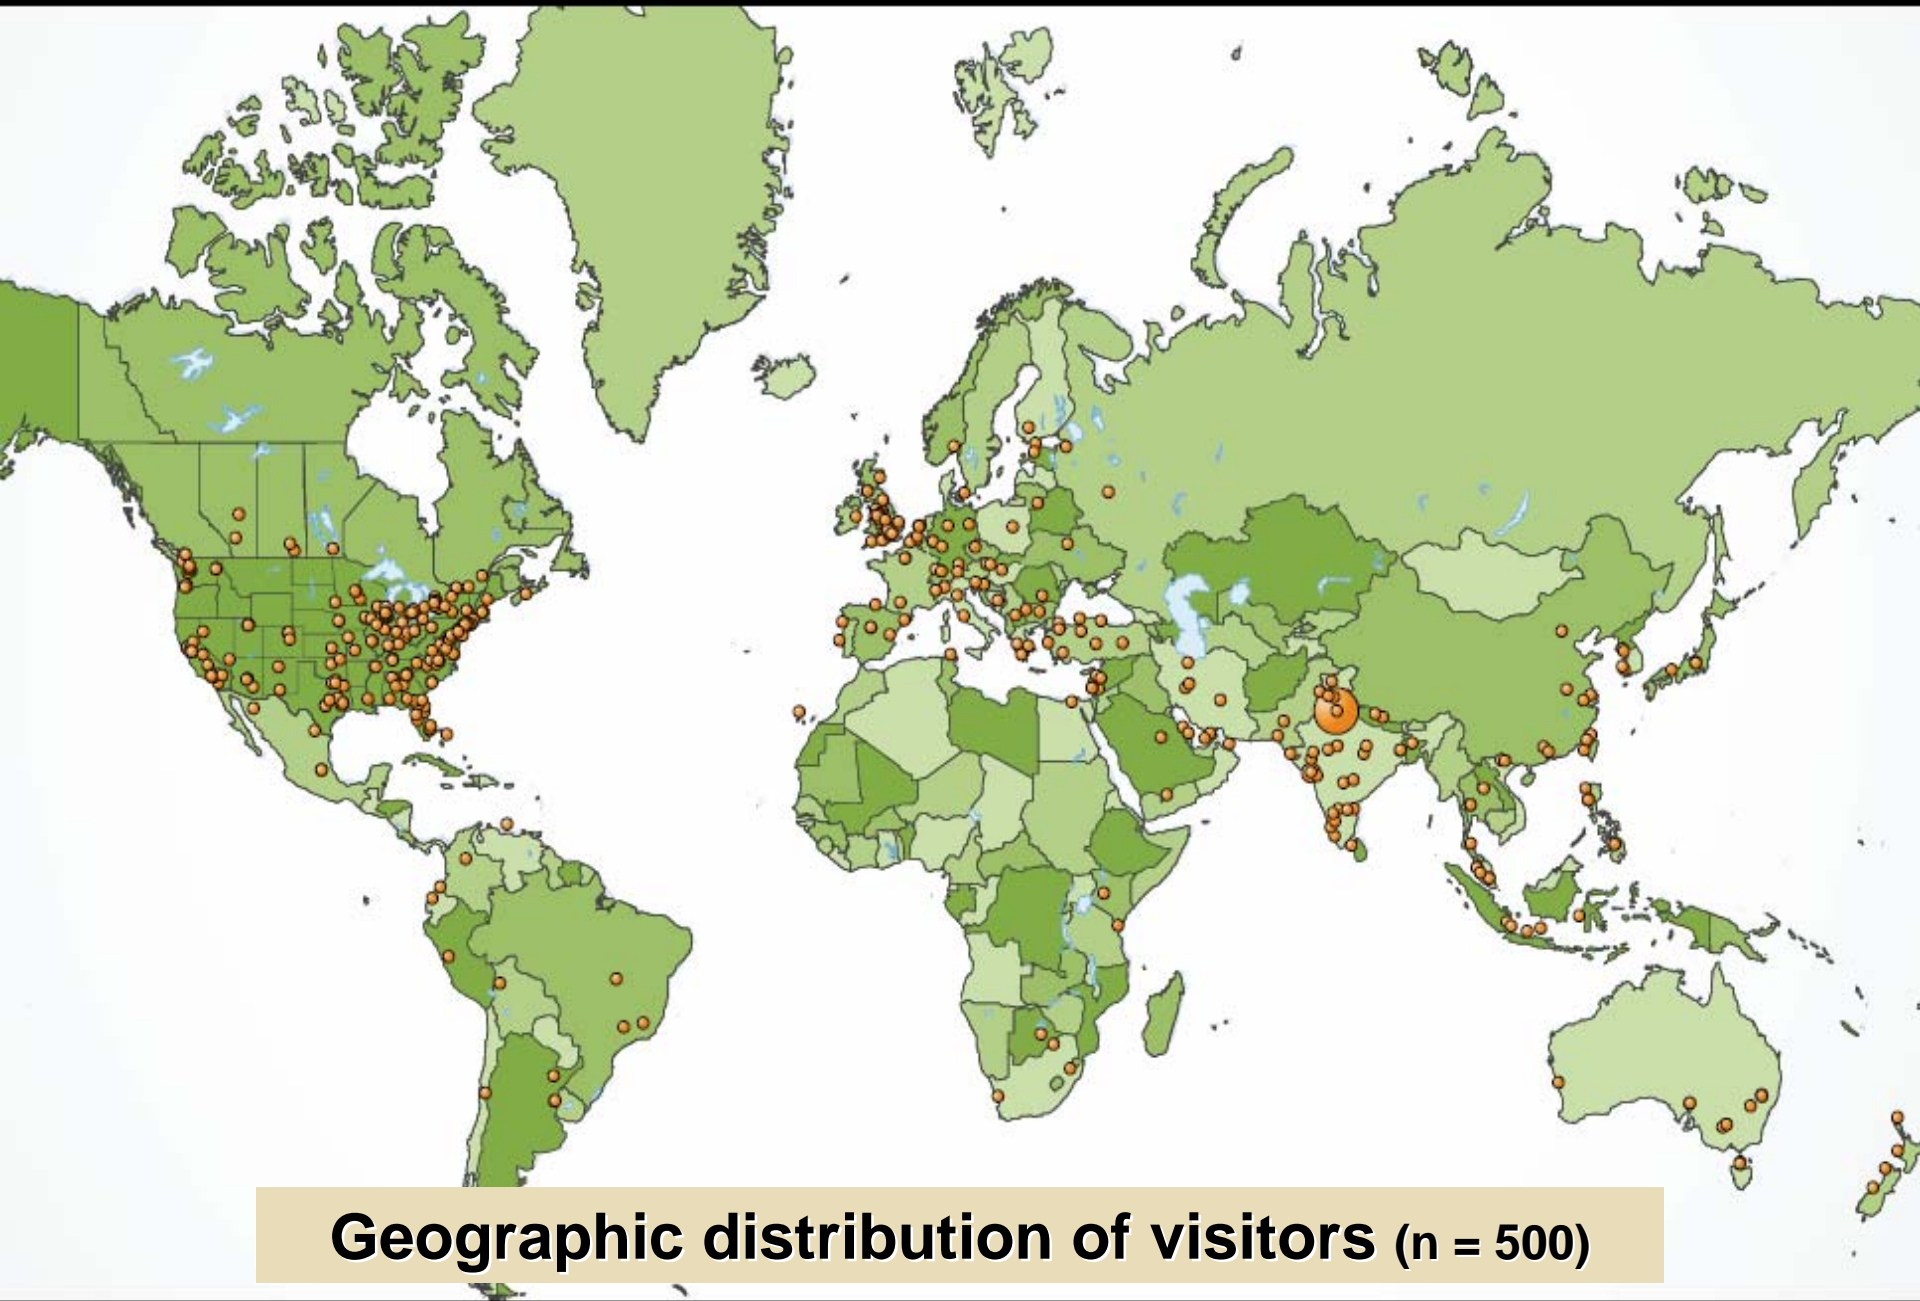 Geographic distribution of visitors (n = 500)